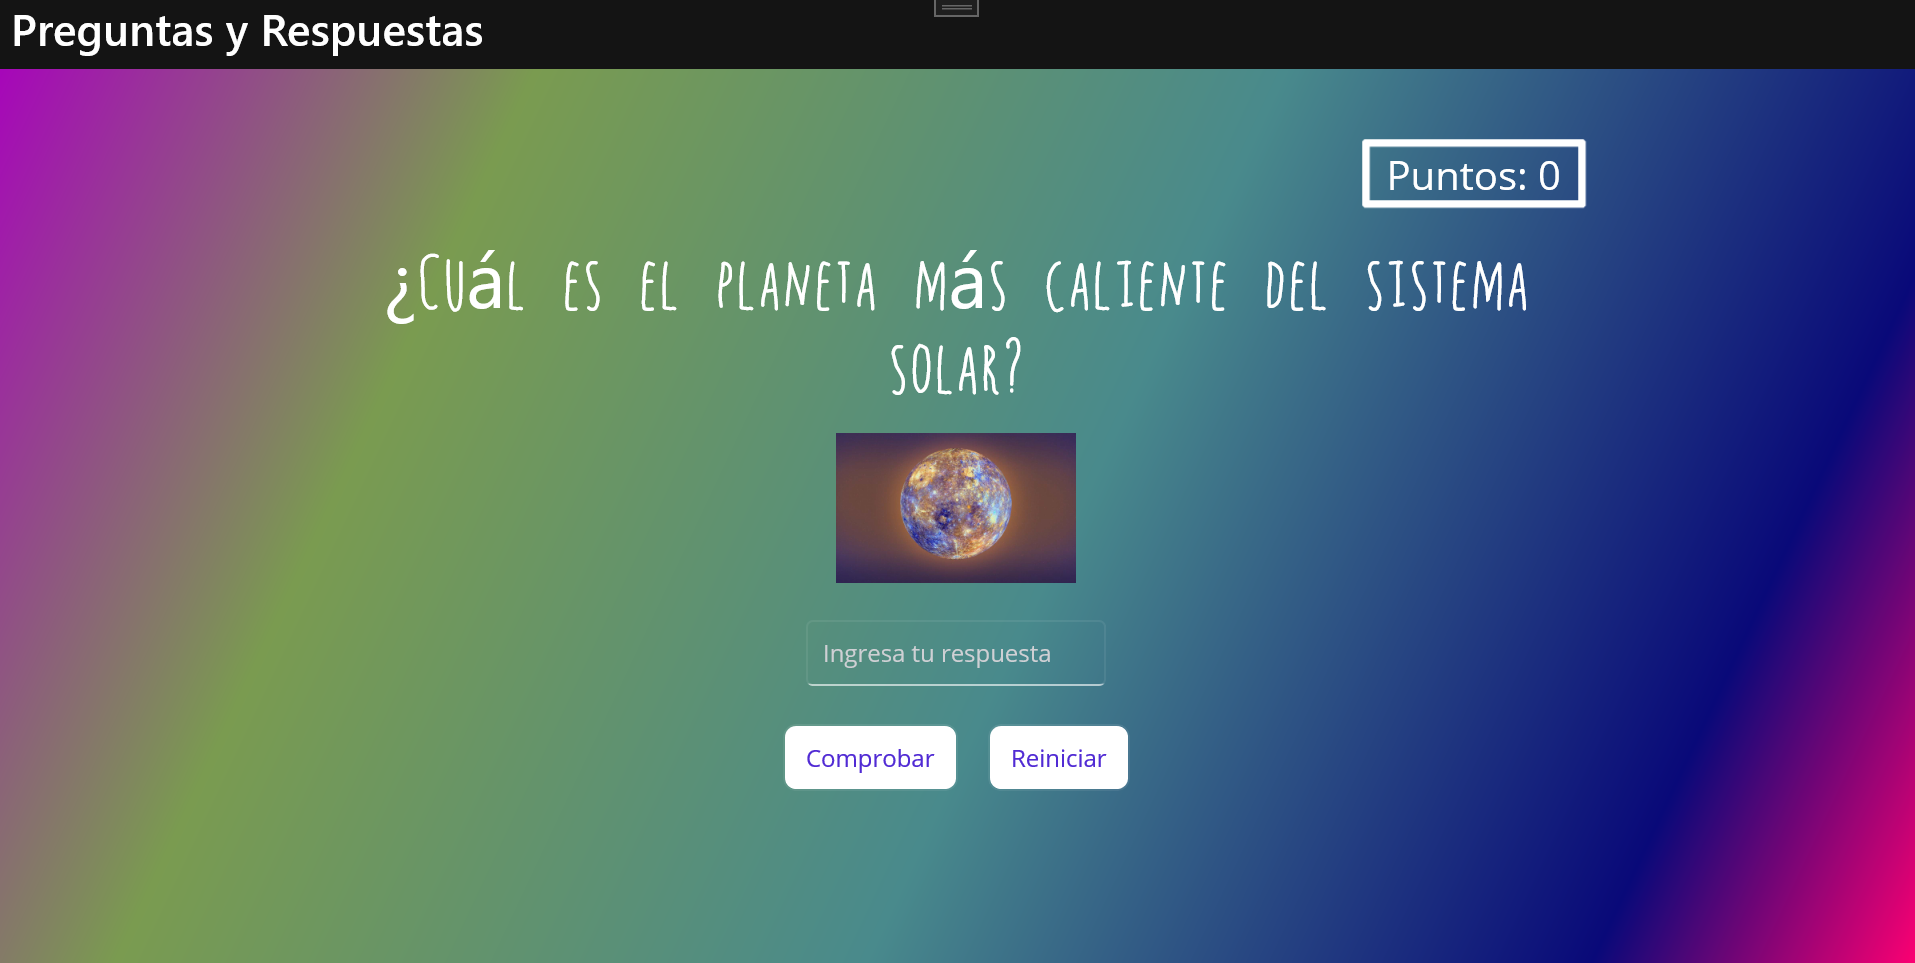 Preguntas y Respuestas
Puntos: 0
¿Cuál es el planeta más caliente del sistema
solar?
Ingresa tu respuesta
Comprobar
Reiniciar